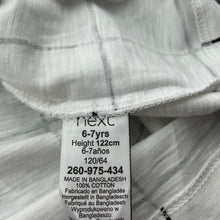 next
6-7yrs
Height 122cm
6-7años
120/64
260-975-434
MADE IN BANGLADESH
100% COTTON
Fabricado en Bangladés
Hergestellt in Bangladesch
Fabriqué au Bangladesh
Wyprodukowano w
Bangladeszu